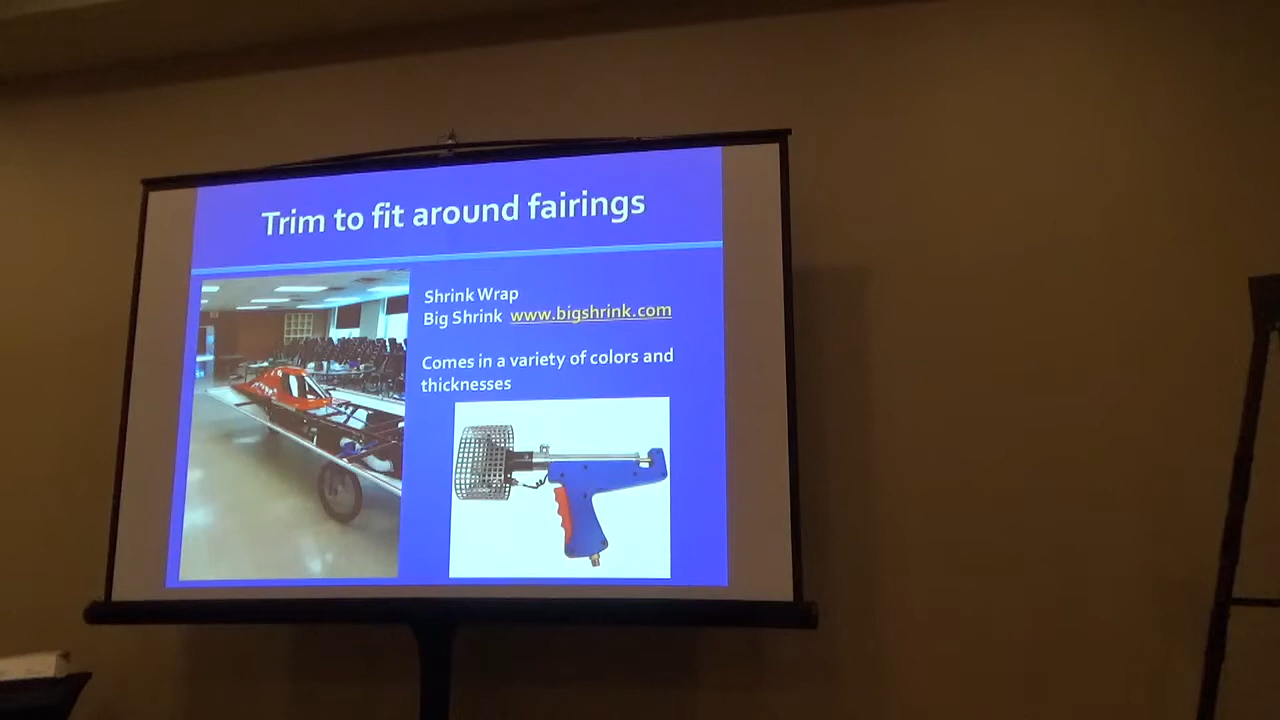 Trim to fit around fairings
Shrink Wrap
Big Shrink www.bigshrink.com
Comes in a variety of colors and
thicknesses